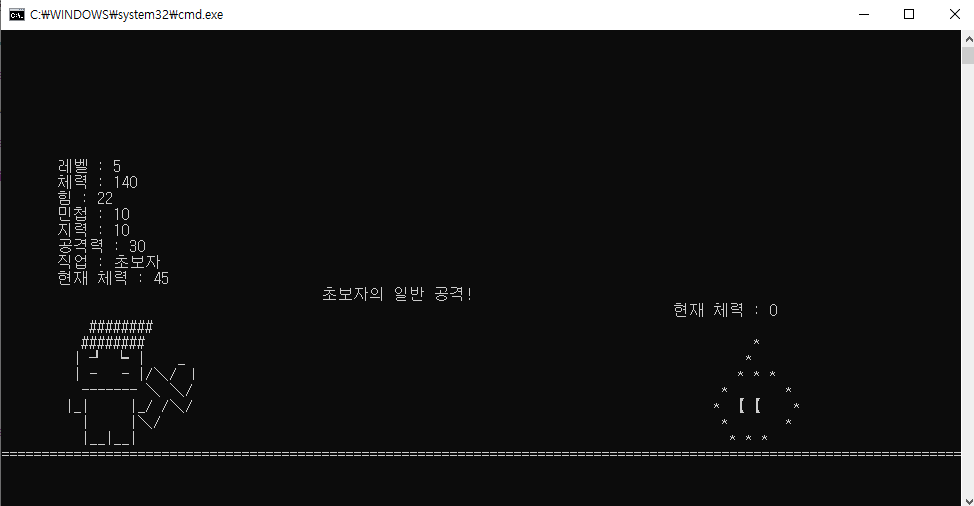 C:₩WINDOWS₩system32₩cmd.exe
레벨 : 5
체력 : 140
힘 : 22
민첩 : 10
지력 : 10
공격력 : 30
직업 : 초보자
현재 체력 : 45
초보자의 일반 공격!
현재 체력 : 0